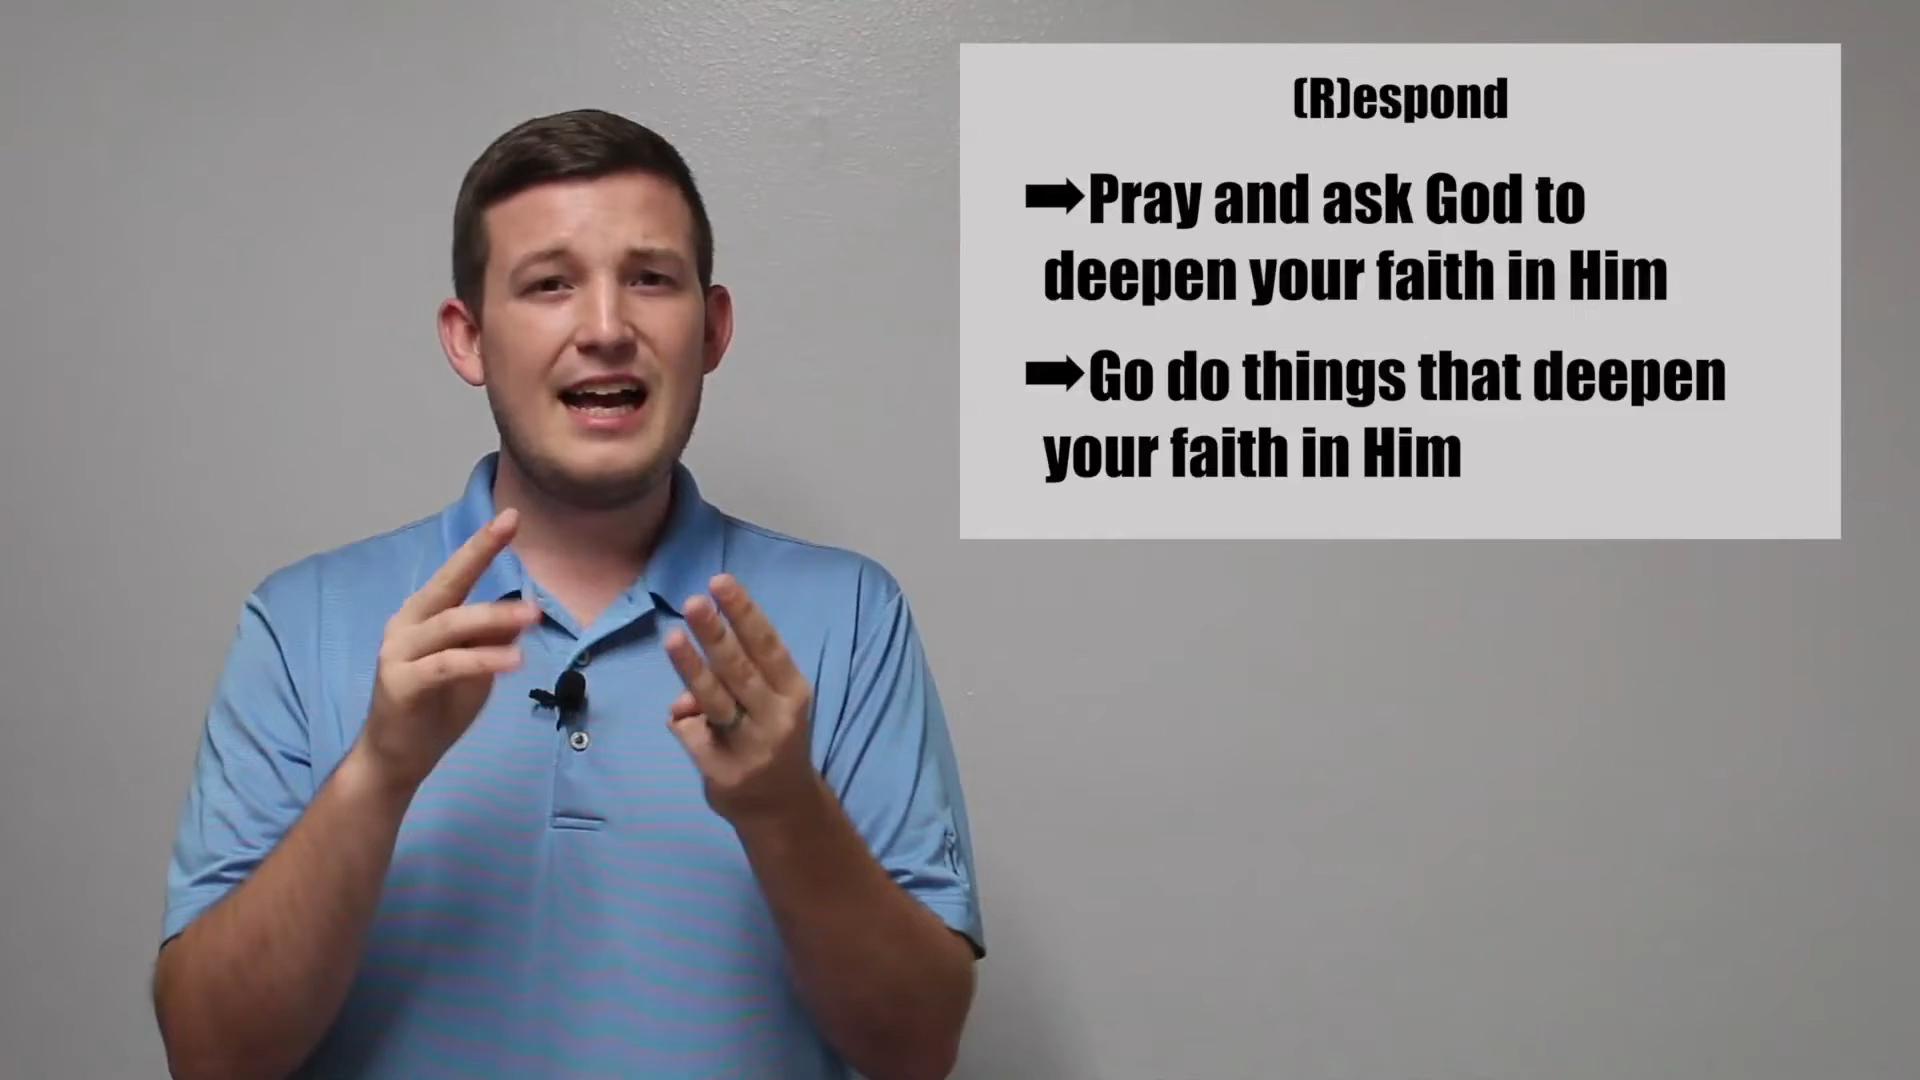 (R)espond
➡Pray and ask God to
deepen your faith in Him
➡Go do things that deepen
your faith in Him